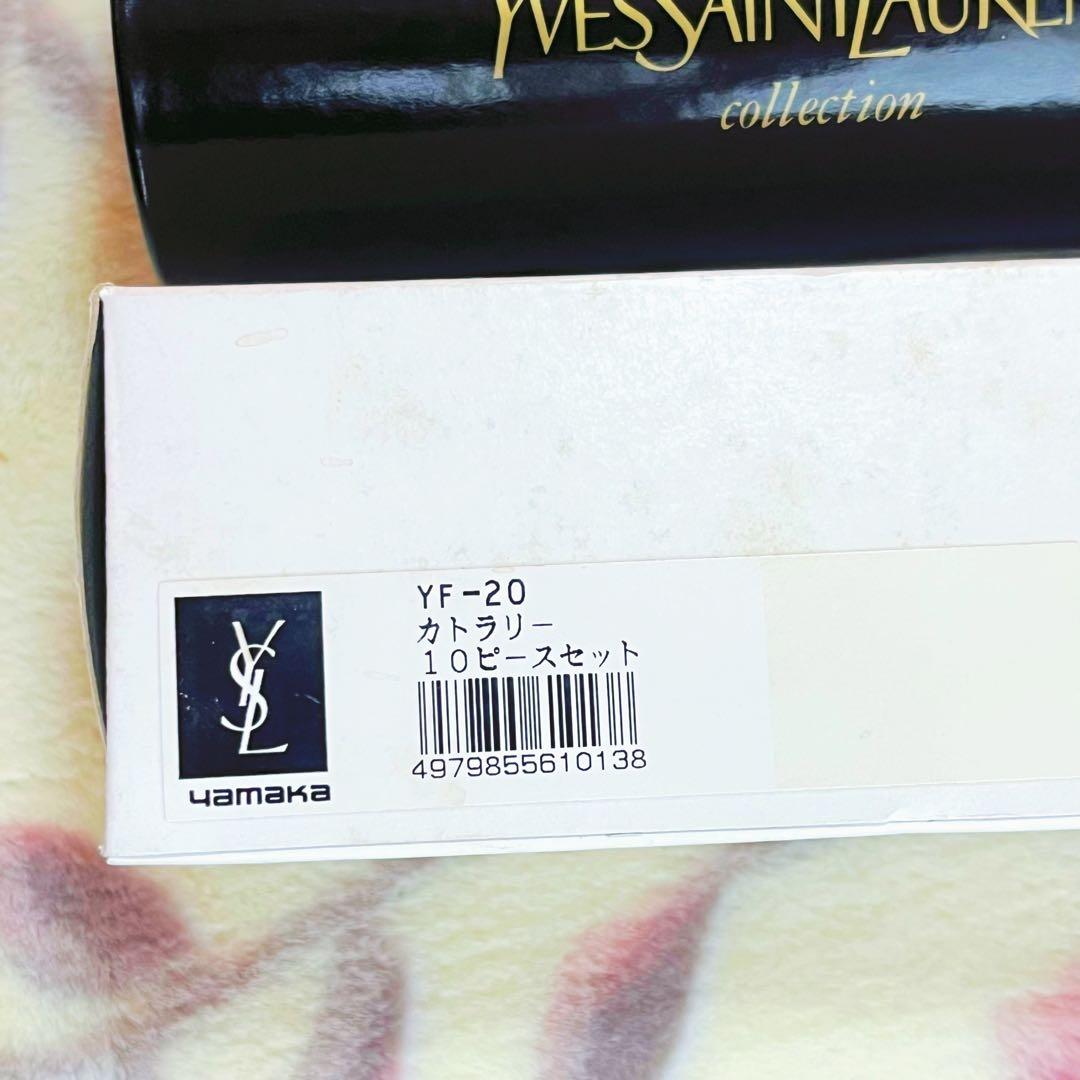 YVES SAINT LAUREN
collection
YSL
yamaka
YF-20
カトラリー
10ピースセット
4979855610138